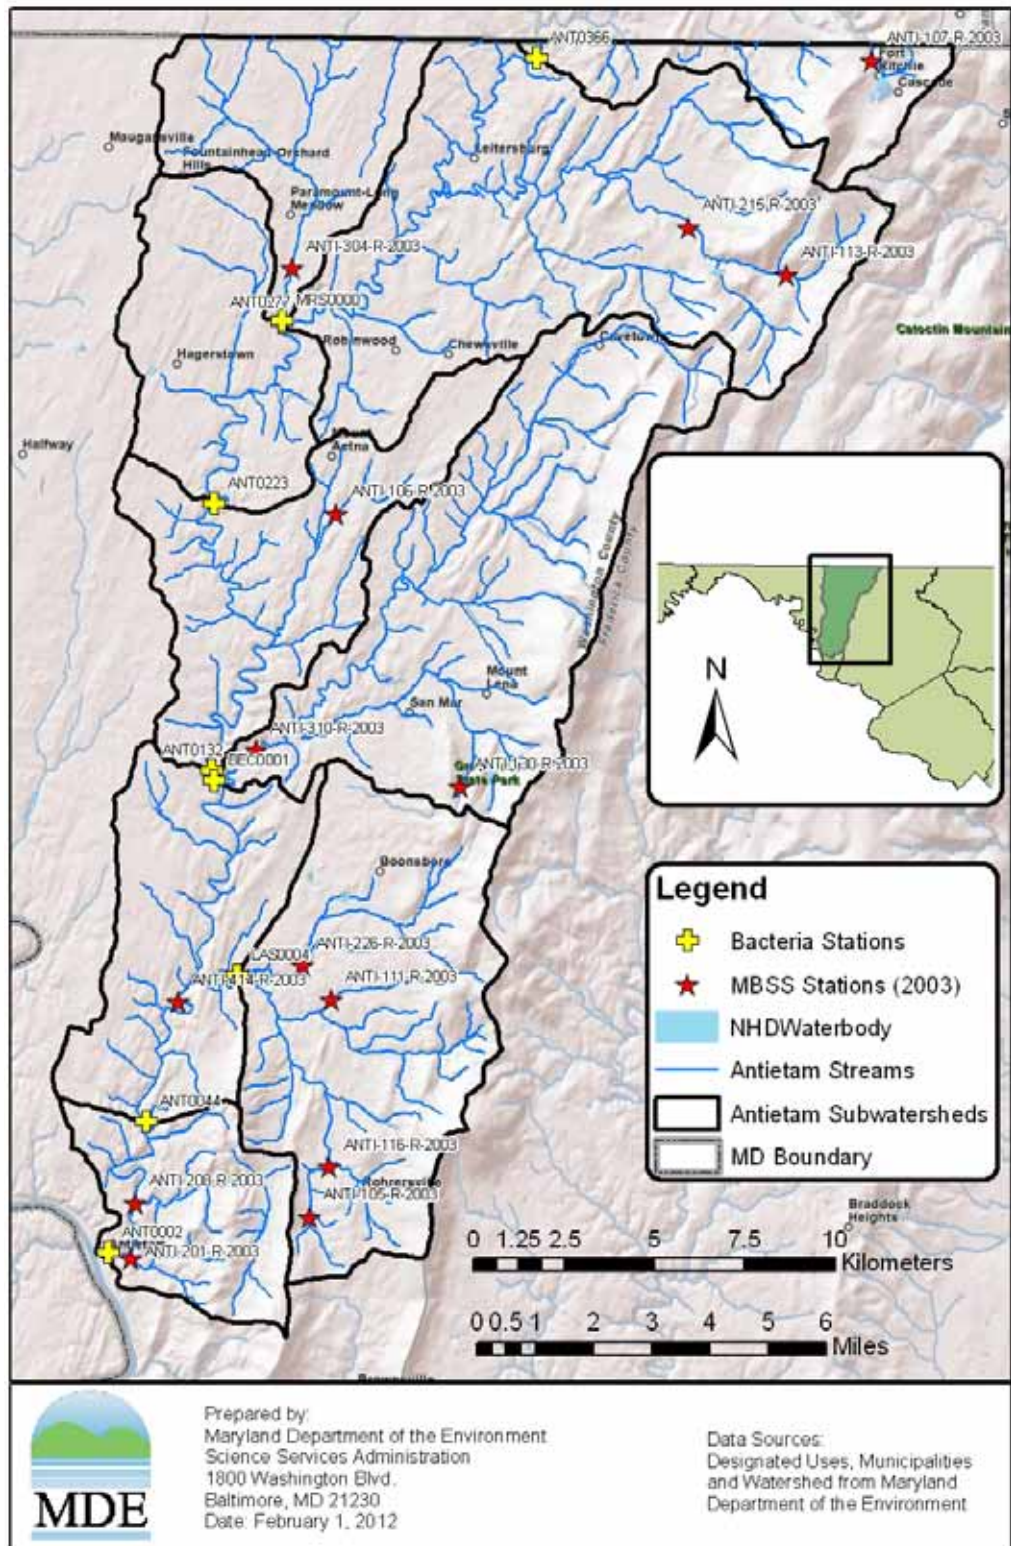 ANT0366
ANTI-107-R-2003
Fort
Ritchie
Cascade
Maugansville
Fountainhead-Orchard
Hills
Leitersburg
Paramount-Long
Meadow
ANTI-215-R-2003
ANTI-304-R-2003
ANTI-113-R-2003
ANT0277 MRS0000
Catoctin Mountain
Robinwood
Chewsville
Cavetown
Hagerstown
Halfway
Aetna
ANT0223
ANTI-106-R-2003
Washington County
Frederick County
N
Mount
Lena
San Mar
ANTI-310-R-2003
ANT0132
BEC0001
ANTI-130-R-2003
State Park
Boonsboro
Legend
Bacteria Stations
MBSS Stations (2003)
NHDWaterbody
Antietam Streams
Antietam Subwatersheds
MD Boundary
LAS0004
ANTI-226-R-2003
ANTI-414-R-2003
ANTI-111-R-2003
ANT0044
ANTI-116-R-2003
Rohrersville
ANTI-208-R-2003
ANTI-105-R-2003
Braddock
Heights
ANT0002
ANTI-201-R-2003
0 1.25 2.5 5 7.5 10
Kilometers
0 0.5 1 2 3 4 5 6
Miles
MDE
Prepared by:
Maryland Department of the Environment
Science Services Administration
1800 Washington Blvd.
Baltimore, MD 21230
Date: February 1, 2012
Data Sources:
Designated Uses, Municipalities
and Watershed from Maryland
Department of the Environment